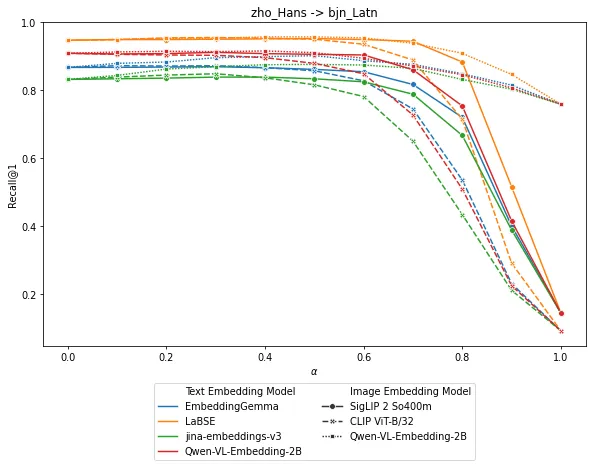 zho_Hans -> bjn_Latn
1.0
0.8
0.6
0.4
0.2
Recall@1
0.0
0.2
0.4
0.6
0.8
1.0
α
Text Embedding Model
EmbeddingGemma
LaBSE
jina-embeddings-v3
Qwen-VL-Embedding-2B
Image Embedding Model
SigLIP 2 So400m
CLIP ViT-B/32
Qwen-VL-Embedding-2B